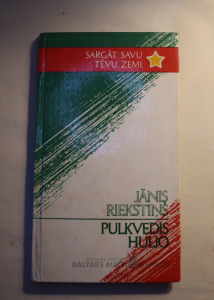 SARGĀT SAVU
TĒVU ZEMI
JĀNIS
RIEKSTIŅŠ
PULKVEDIS
HULIO
BALTARS